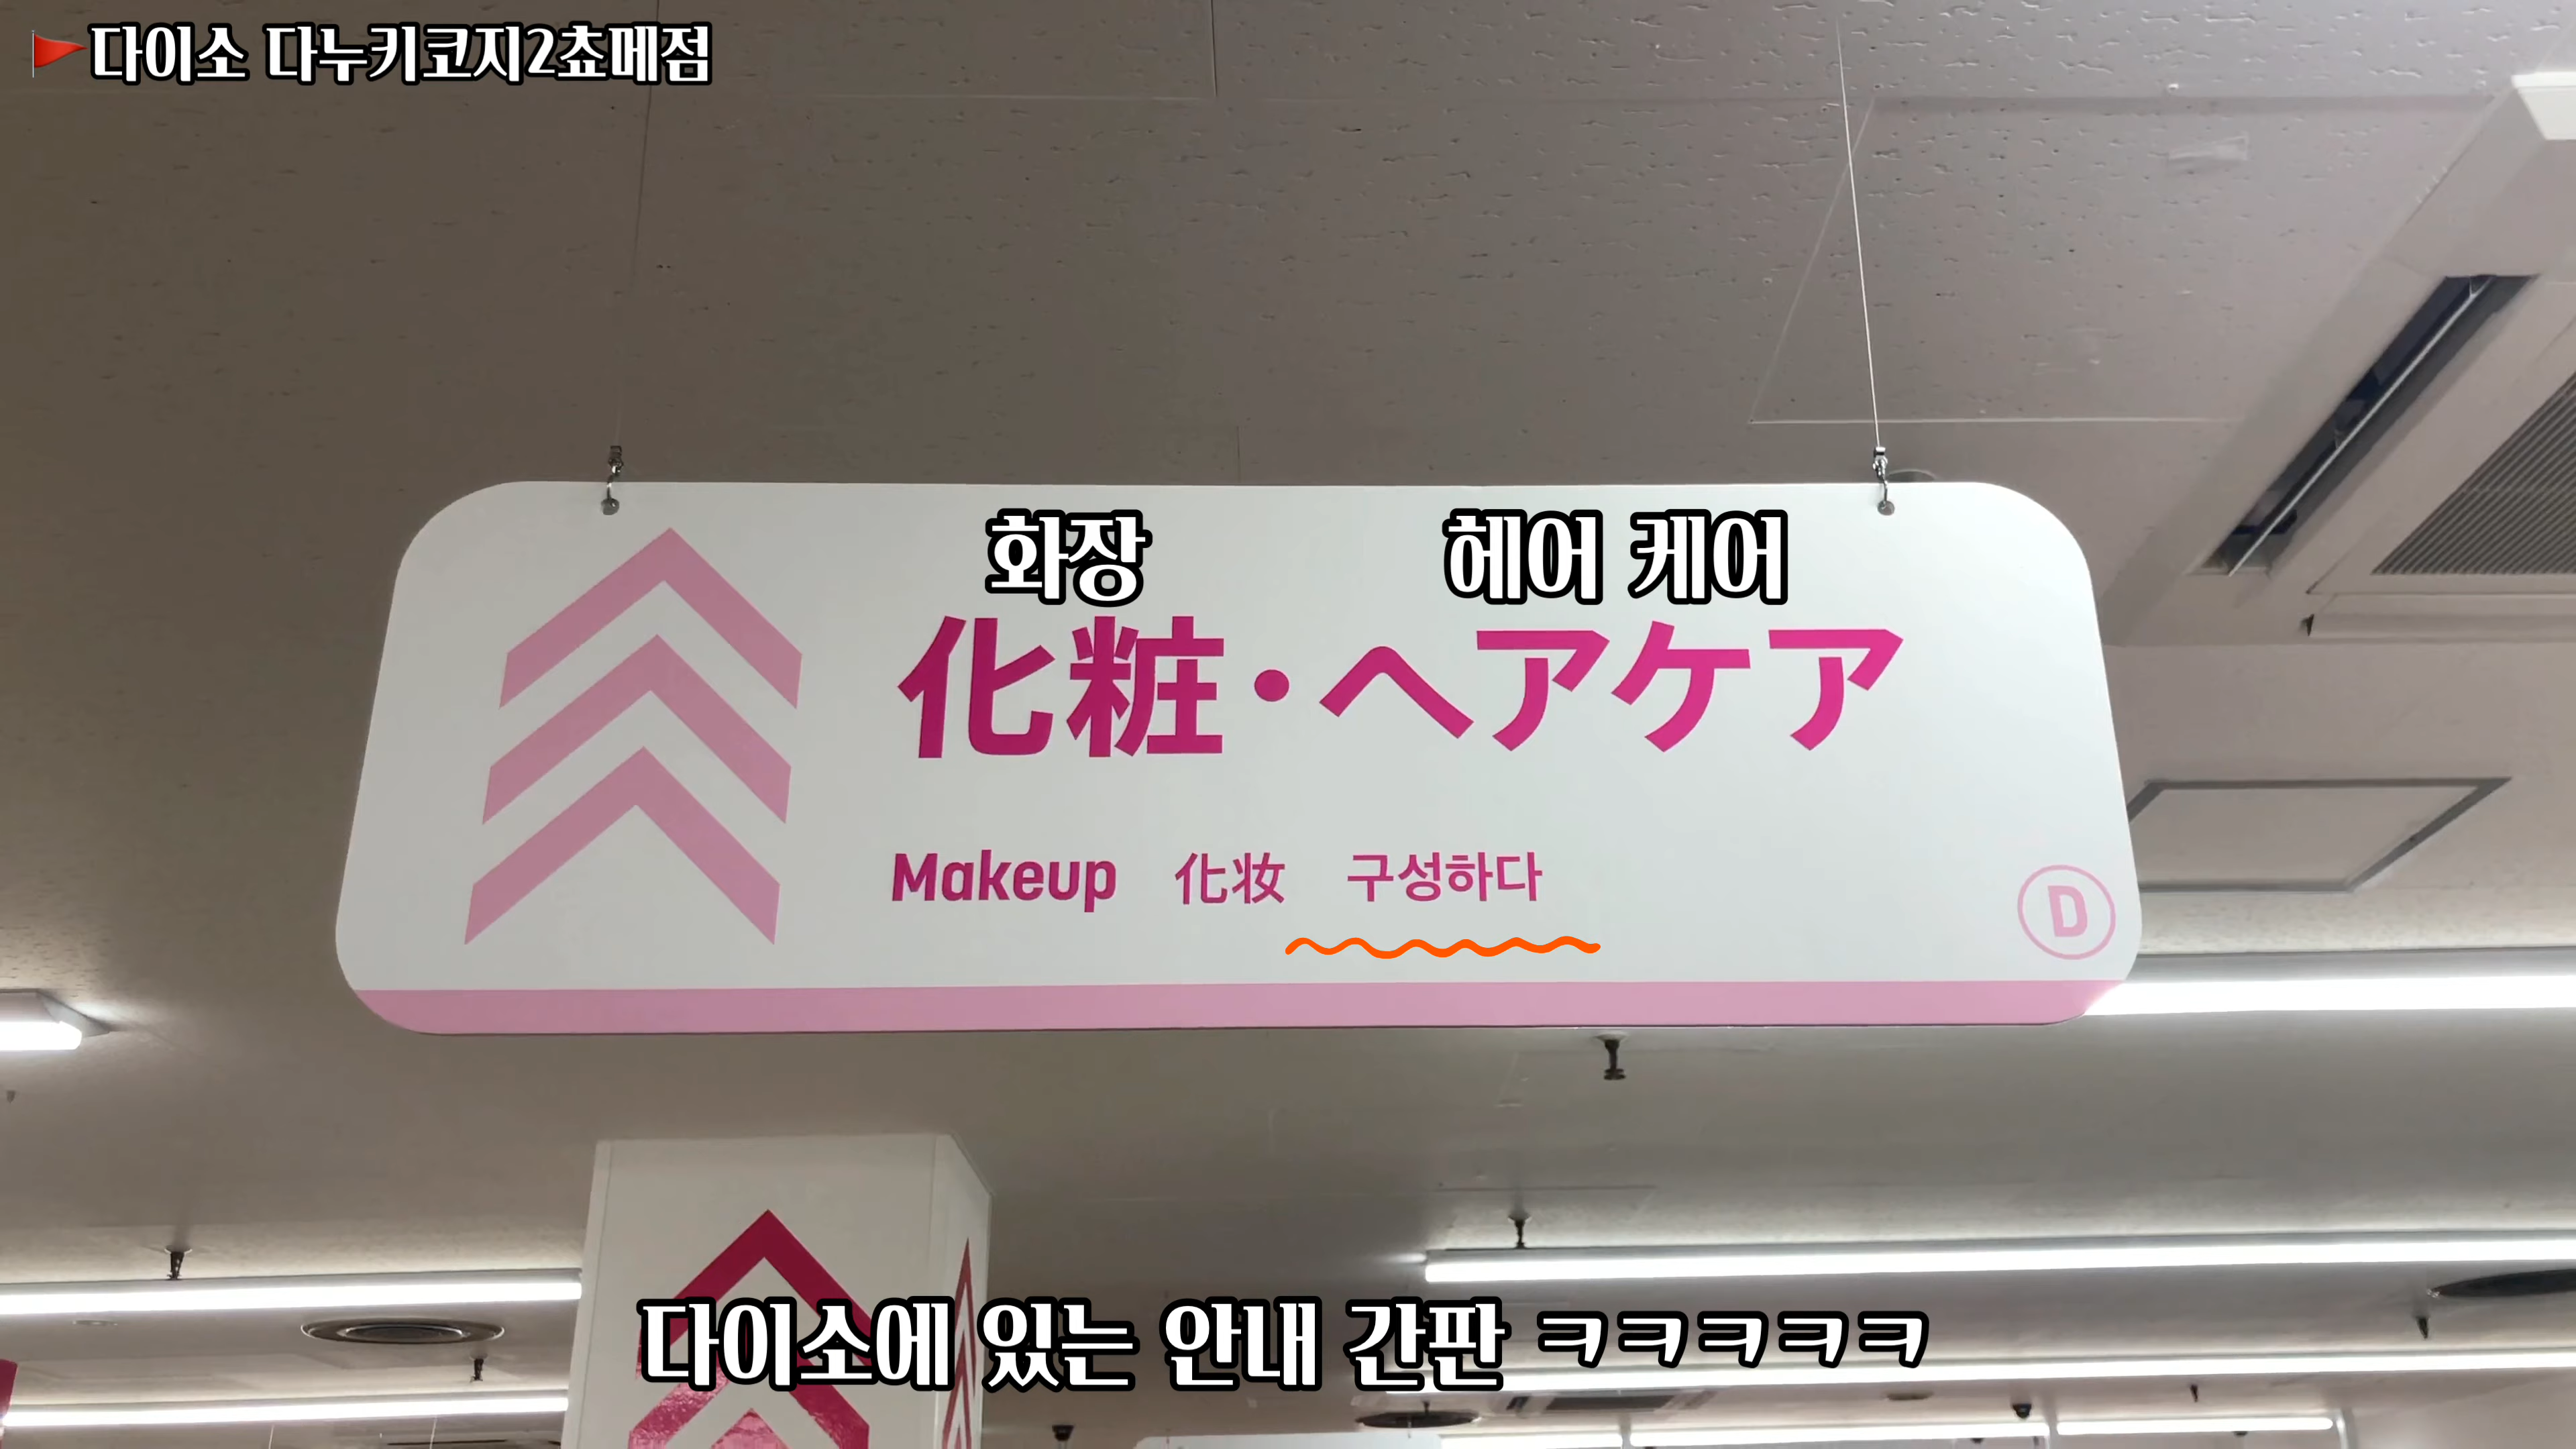 🚩다이소 다누키코지2쵸메점
화장 헤어 케어
化粧・ヘアケア
Makeup 化妆 구성하다
D
다이소에 있는 안내 간판 ㅋㅋㅋㅋㅋ